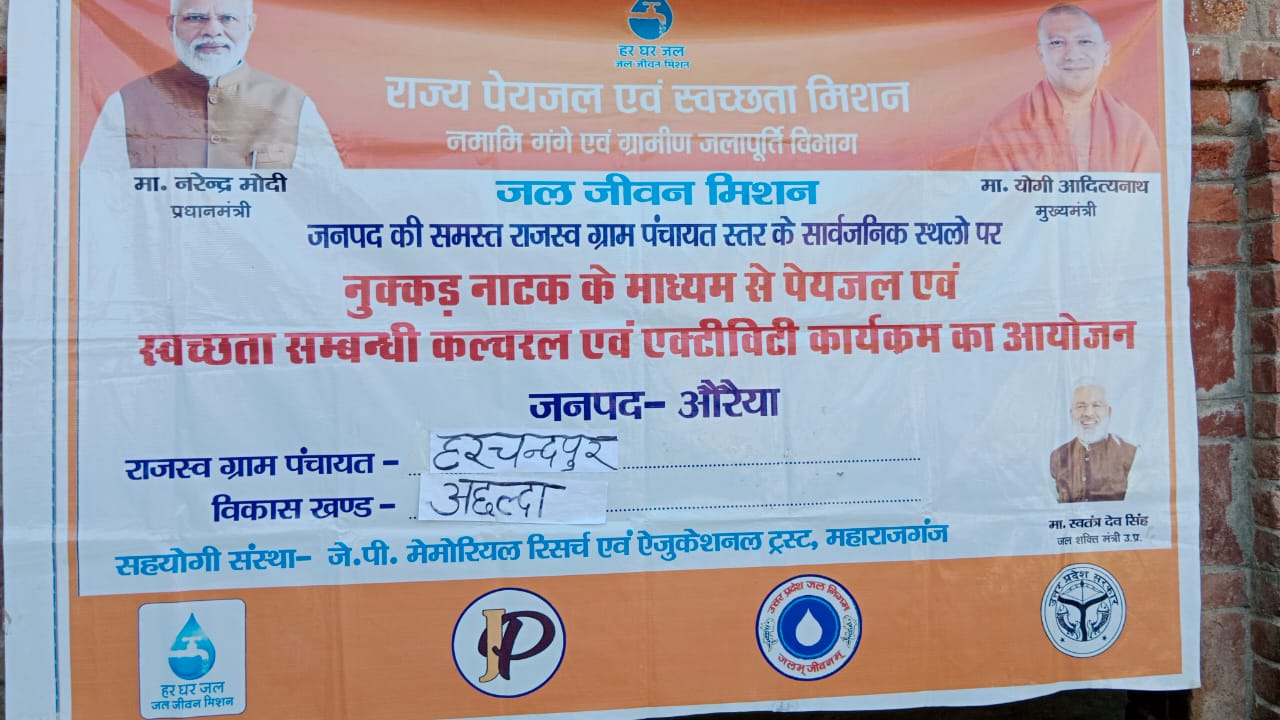 हर घर जल
जल जीवन मिशन
राज्य पेयजल एवं स्वच्छता मिशन
नमामि गंगे एवं ग्रामीण जलापूर्ति विभाग
मा. नरेन्द्र मोदी
प्रधानमंत्री
मा. योगी आदित्यनाथ
मुख्यमंत्री
जल जीवन मिशन
जनपद की समस्त राजस्व ग्राम पंचायत स्तर के सार्वजनिक स्थलो पर
नुक्कड़ नाटक के माध्यम से पेयजल एवं
स्वच्छता सम्बन्धी कल्चरल एवं एक्टीविटी कार्यक्रम का आयोजन
जनपद- औरैया
राजस्व ग्राम पंचायत - हरचन्दपुर
विकास खण्ड - अछल्दा
मा. स्वतंत्र देव सिंह
जल शक्ति मंत्री उ.प्र.
सहयोगी संस्था- जे.पी. मेमोरियल रिसर्च एवं ऐजुकेशनल ट्रस्ट, महाराजगंज
हर घर जल
जल जीवन मिशन
JP
उत्तर प्रदेश जल निगम
जलम् जीवनम्
उत्तर प्रदेश सरकार